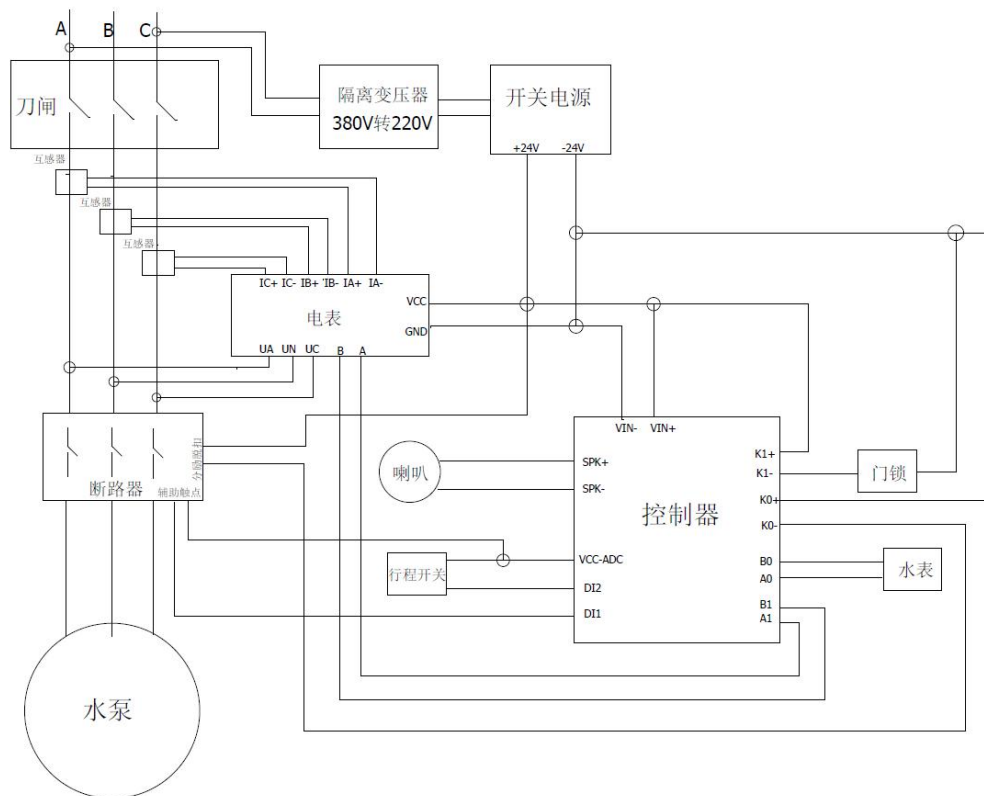 A B C
刀闸
隔离变压器
380V转220V
开关电源
+24V -24V
互感器
互感器
互感器
IC+ IC- IB+ IB- IA+ IA-
VCC
电表
GND
UA UN UC B A
分励脱扣
断路器
辅助触点
水泵
喇叭
行程开关
VIN- VIN+
SPK+
SPK-
控制器
VCC-ADC
DI2
DI1
K1+
K1-
K0+
K0-
B0
A0
B1
A1
门锁
水表